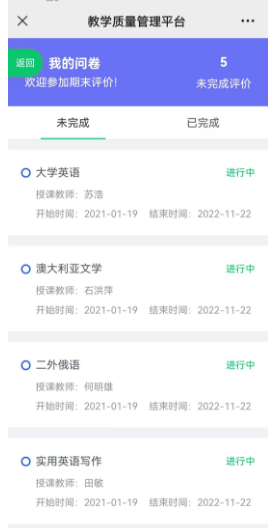 教学质量管理平台
返回 我的问卷 5
欢迎参加期末评价! 未完成评价
未完成 已完成
大学英语 进行中
授课教师: 苏浩
开始时间: 2021-01-19 结束时间: 2022-11-22
澳大利亚文学 进行中
授课教师: 石洪萍
开始时间: 2021-01-19 结束时间: 2022-11-22
二外俄语 进行中
授课教师: 何明雄
开始时间: 2021-01-19 结束时间: 2022-11-22
实用英语写作 进行中
授课教师: 田敏
开始时间: 2021-01-19 结束时间: 2022-11-22